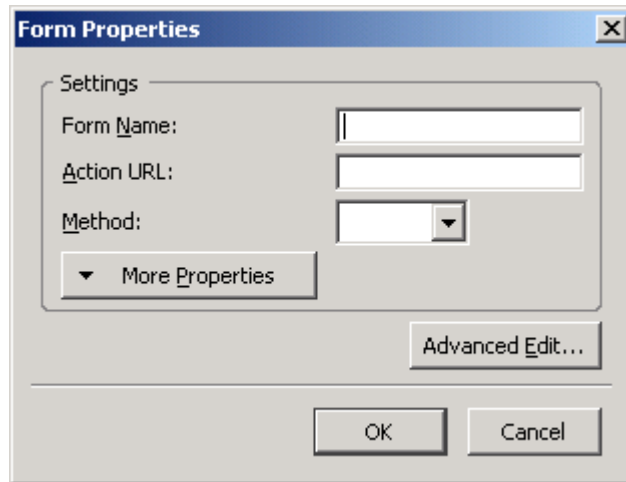 Form Properties
Settings
Form Name:
Action URL:
Method:
More Properties
Advanced Edit...
OK Cancel